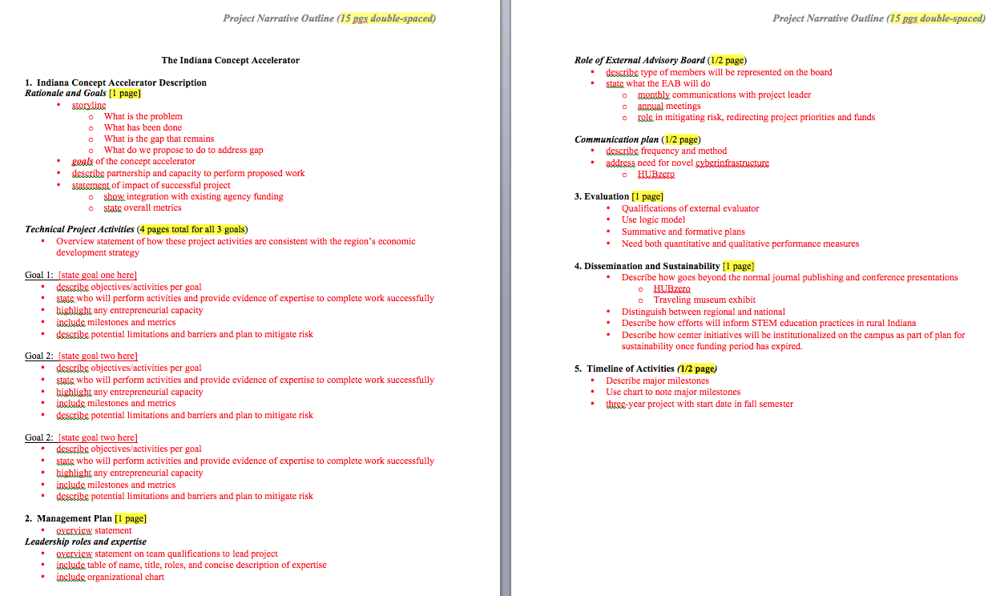 Project Narrative Outline (15 pgs double-spaced)
The Indiana Concept Accelerator
1. Indiana Concept Accelerator Description
Rationale and Goals [1 page]
• storyline
o What is the problem
o What has been done
o What is the gap that remains
o What do we propose to do to address gap
• goals of the concept accelerator
• describe partnership and capacity to perform proposed work
• statement of impact of successful project
o show integration with existing agency funding
o state overall metrics
Technical Project Activities (4 pages total for all 3 goals)
• Overview statement of how these project activities are consistent with the region's economic
development strategy
Goal 1: [state goal one here]
• describe objectives/activities per goal
• state who will perform activities and provide evidence of expertise to complete work successfully
• highlight any entrepreneurial capacity
• include milestones and metrics
• describe potential limitations and barriers and plan to mitigate risk
Goal 2: [state goal two here]
• describe objectives/activities per goal
• state who will perform activities and provide evidence of expertise to complete work successfully
• highlight any entrepreneurial capacity
• include milestones and metrics
• describe potential limitations and barriers and plan to mitigate risk
Goal 2: [state goal two here]
• describe objectives/activities per goal
• state who will perform activities and provide evidence of expertise to complete work successfully
• highlight any entrepreneurial capacity
• include milestones and metrics
• describe potential limitations and barriers and plan to mitigate risk
2. Management Plan [1 page]
• overview statement
Leadership roles and expertise
• overview statement on team qualifications to lead project
• include table of name, title, roles, and concise description of expertise
• include organizational chart
Project Narrative Outline (15 pgs double-spaced)
Role of External Advisory Board (1/2 page)
• describe type of members will be represented on the board
• state what the EAB will do
o monthly communications with project leader
o annual meetings
o role in mitigating risk, redirecting project priorities and funds
Communication plan (1/2 page)
• describe frequency and method
• address need for novel cyberinfrastructure
o HUBzero
3. Evaluation [1 page]
• Qualifications of external evaluator
• Use logic model
• Summative and formative plans
• Need both quantitative and qualitative performance measures
4. Dissemination and Sustainability [1 page]
• Describe how goes beyond the normal journal publishing and conference presentations
o HUBzero
o Traveling museum exhibit
• Distinguish between regional and national
• Describe how efforts will inform STEM education practices in rural Indiana
• Describe how center initiatives will be institutionalized on the campus as part of plan for
sustainability once funding period has expired.
5. Timeline of Activities (1/2 page)
• Describe major milestones
• Use chart to note major milestones
• three-year project with start date in fall semester